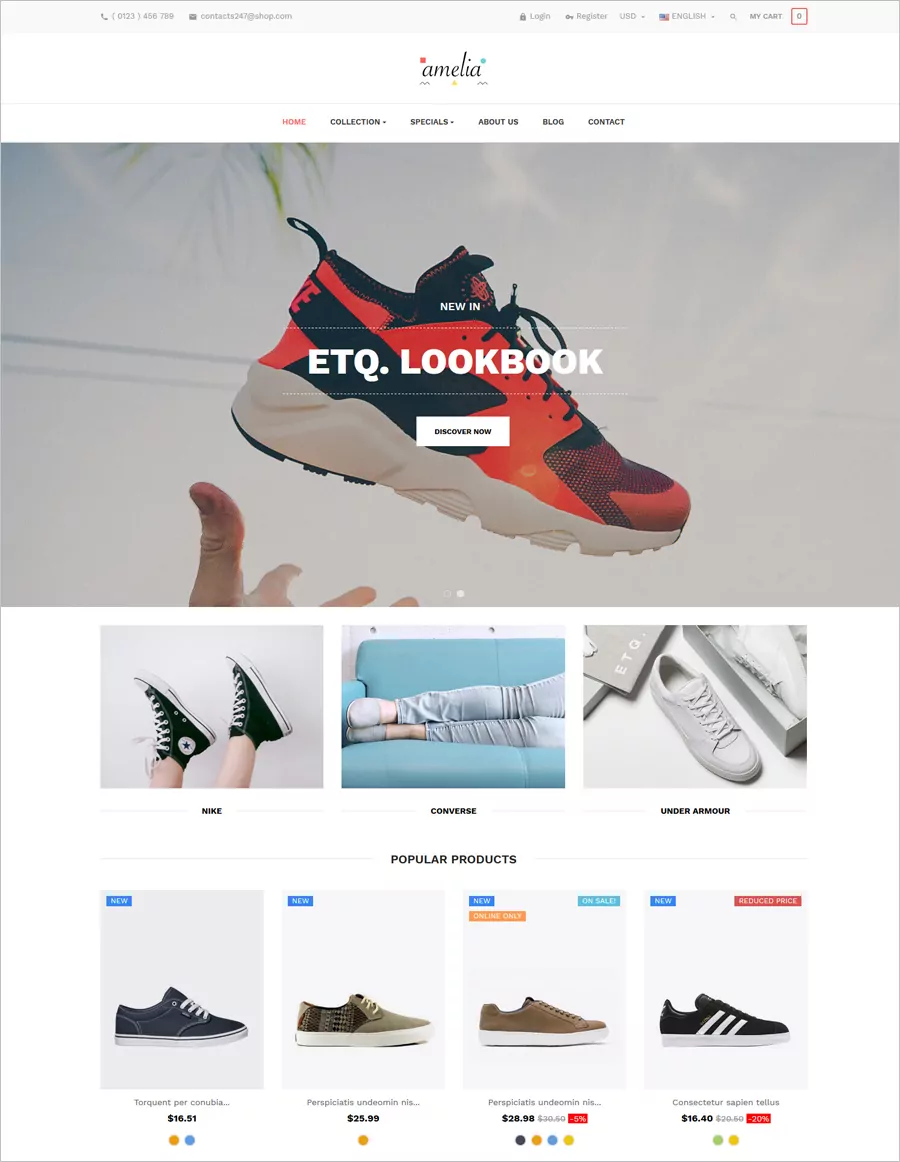 ( 0123 ) 456 789 contacts247@shop.com Login Register USD ENGLISH MY CART 0
amelia
HOME COLLECTION SPECIALS ABOUT US BLOG CONTACT
NEW IN
ETQ. LOOKBOOK
DISCOVER NOW
ETQ.
NIKE CONVERSE UNDER ARMOUR
POPULAR PRODUCTS
NEW NEW NEW ON SALE! NEW REDUCED PRICE
ONLINE ONLY
Torquent per conubia... Perspiciatis undeomin nis... Perspiciatis undeomin nis... Consectetur sapien tellus
$16.51 $25.99 $28.98 $30.50 -5% $16.40 $20.50 -20%